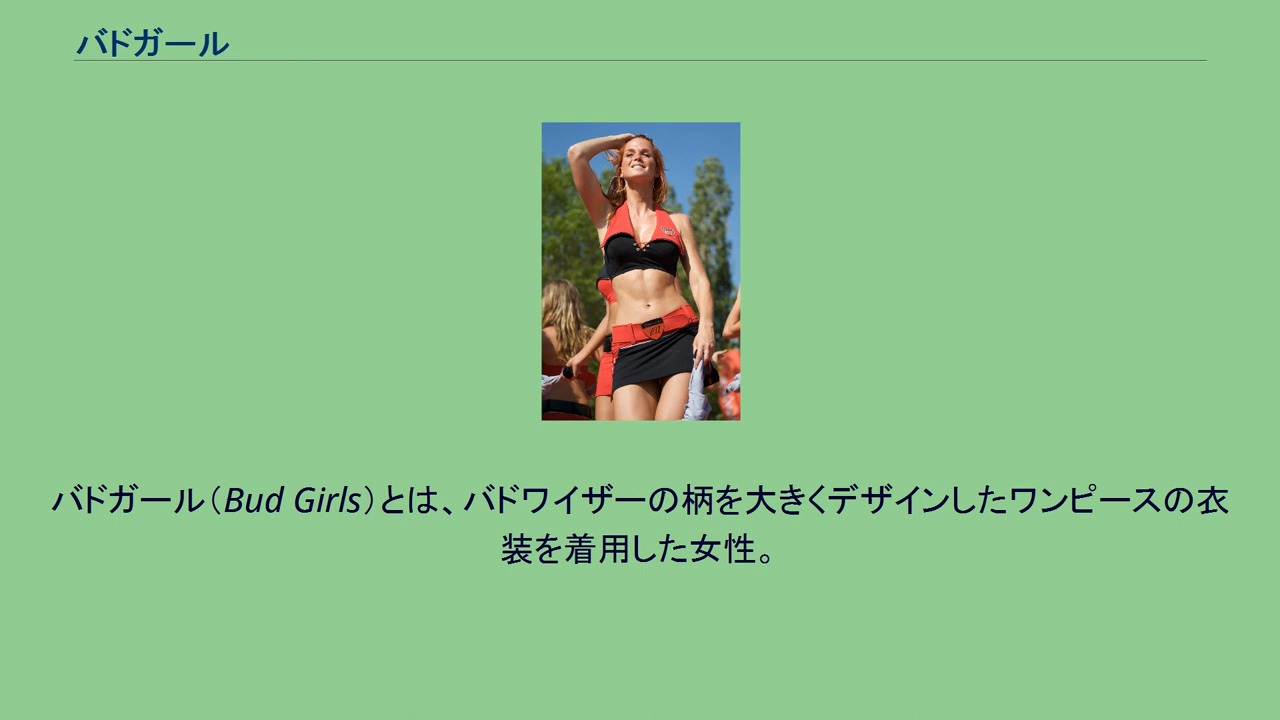 バドガール
バドガール（Bud Girls）とは、バドワイザーの柄を大きくデザインしたワンピースの衣
装を着用した女性。